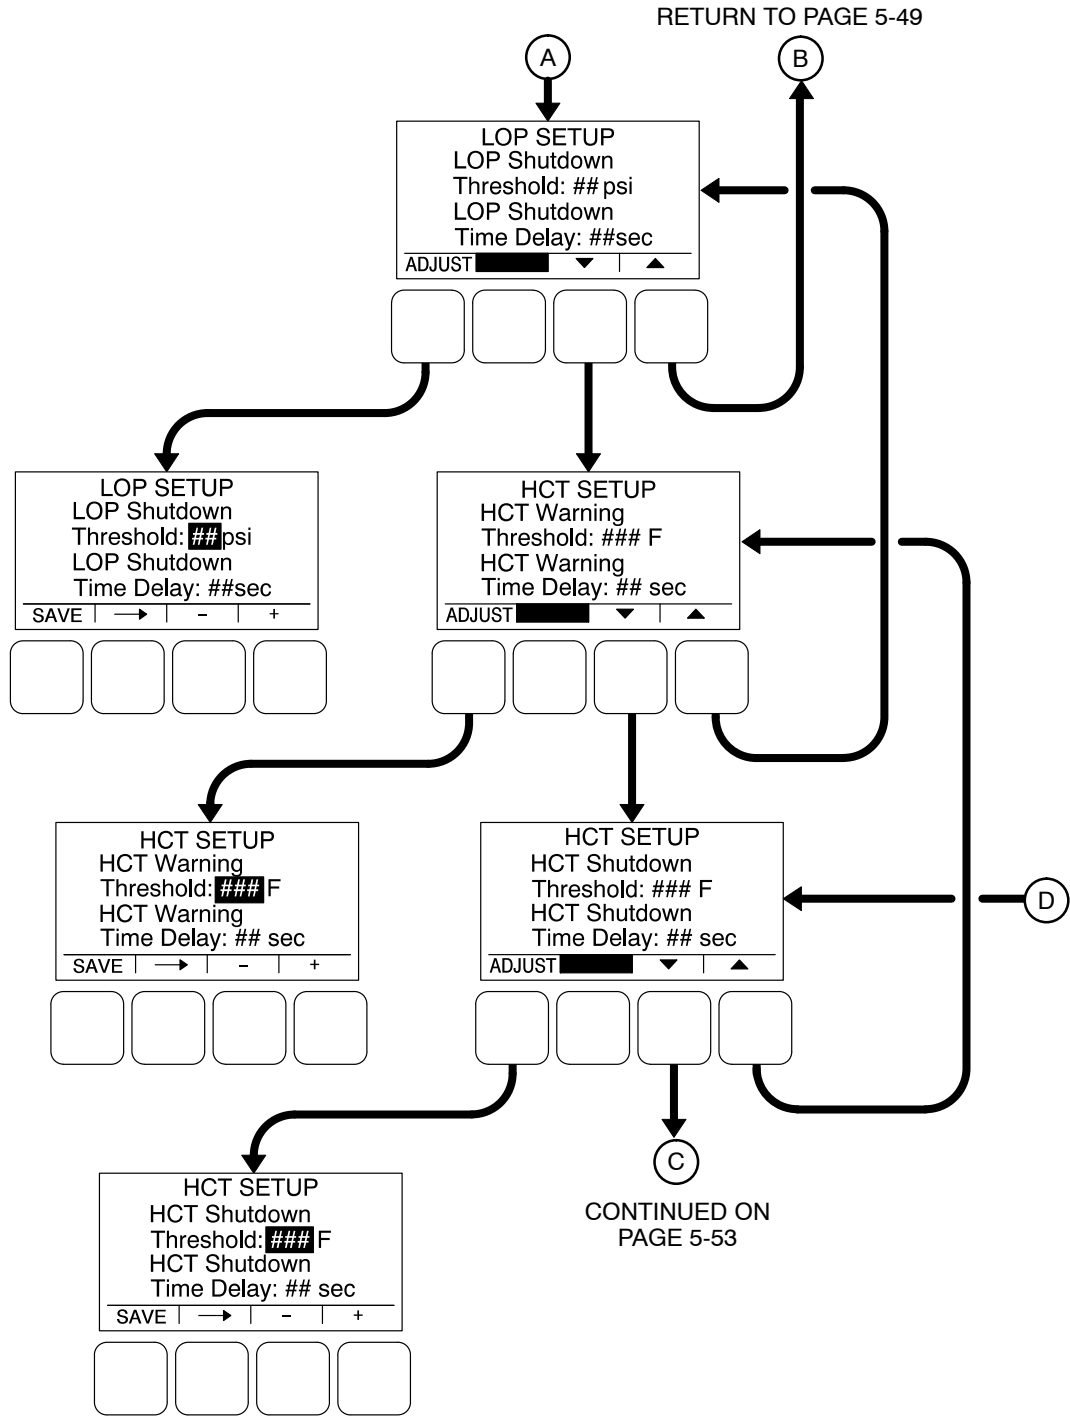 RETURN TO PAGE 5-49
A
B
LOP SETUP
LOP Shutdown
Threshold: ## psi
LOP Shutdown
Time Delay: ##sec
ADJUST ▼ ▲
LOP SETUP
LOP Shutdown
Threshold: ## psi
LOP Shutdown
Time Delay: ##sec
SAVE → – +
HCT SETUP
HCT Warning
Threshold: ### F
HCT Warning
Time Delay: ## sec
ADJUST ▼ ▲
HCT SETUP
HCT Warning
Threshold: ### F
HCT Warning
Time Delay: ## sec
SAVE → – +
HCT SETUP
HCT Shutdown
Threshold: ### F
HCT Shutdown
Time Delay: ## sec
ADJUST ▼ ▲
D
C
CONTINUED ON
PAGE 5-53
HCT SETUP
HCT Shutdown
Threshold: ### F
HCT Shutdown
Time Delay: ## sec
SAVE → – +